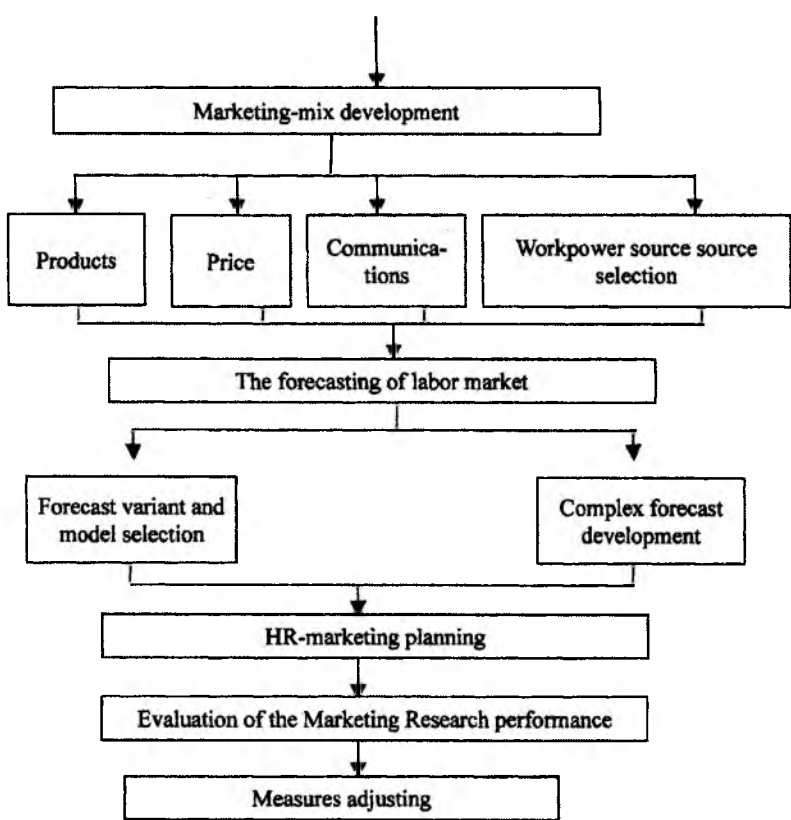 Marketing-mix development
Products
Price
Communica-
tions
Workpower source source
selection
The forecasting of labor market
Forecast variant and
model selection
Complex forecast
development
HR-marketing planning
Evaluation of the Marketing Research performance
Measures adjusting